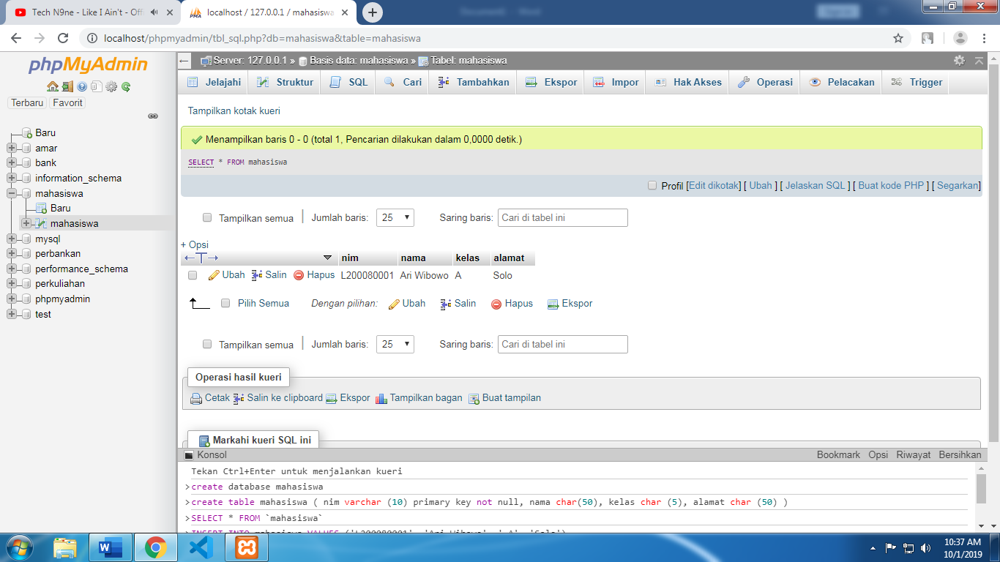 Tech N9ne - Like I Ain't - Offi
localhost / 127.0.0.1 / mahasisw
localhost/phpmyadmin/tbl_sql.php?db=mahasiswa&table=mahasiswa
phpMyAdmin
Terbaru Favorit
Baru
amar
bank
information_schema
mahasiswa
Baru
mahasiswa
mysql
perbankan
performance_schema
perkuliahan
phpmyadmin
test
Server: 127.0.0.1 » Basis data: mahasiswa » Tabel: mahasiswa
Jelajahi Struktur SQL Cari Tambahkan Ekspor Impor Hak Akses Operasi Pelacakan Trigger
Tampilkan kotak kueri
Menampilkan baris 0 - 0 (total 1, Pencarian dilakukan dalam 0,0000 detik.)
SELECT * FROM mahasiswa
Profil [Edit dikotak] [ Ubah ] [ Jelaskan SQL ] [ Buat kode PHP ] [ Segarkan]
Tampilkan semua | Jumlah baris: 25 Saring baris: Cari di tabel ini
+ Opsi
←T→ nim nama kelas alamat
Ubah Salin Hapus L200080001 Ari Wibowo A Solo
Pilih Semua Dengan pilihan: Ubah Salin Hapus Ekspor
Tampilkan semua | Jumlah baris: 25 Saring baris: Cari di tabel ini
Operasi hasil kueri
Cetak Salin ke clipboard Ekspor Tampilkan bagan Buat tampilan
Markahi kueri SQL ini
Konsol Bookmark Opsi Riwayat Bersihkan
Tekan Ctrl+Enter untuk menjalankan kueri
>create database mahasiswa
>create table mahasiswa ( nim varchar (10) primary key not null, nama char(50), kelas char (5), alamat char (50) )
>SELECT * FROM `mahasiswa`
INSERT INTO mahasiswa VALUES ('L200080001', 'Ari Wibowo', 'A', 'Solo')
10:37 AM
10/1/2019